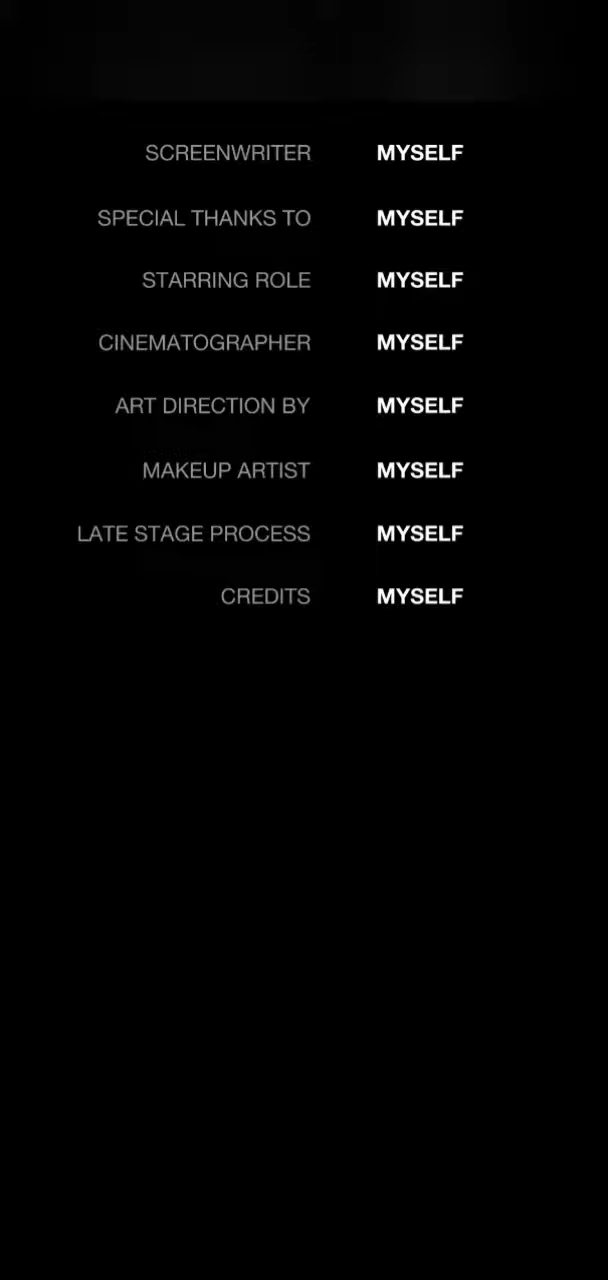 SCREENWRITER MYSELF
SPECIAL THANKS TO MYSELF
STARRING ROLE MYSELF
CINEMATOGRAPHER MYSELF
ART DIRECTION BY MYSELF
MAKEUP ARTIST MYSELF
LATE STAGE PROCESS MYSELF
CREDITS MYSELF